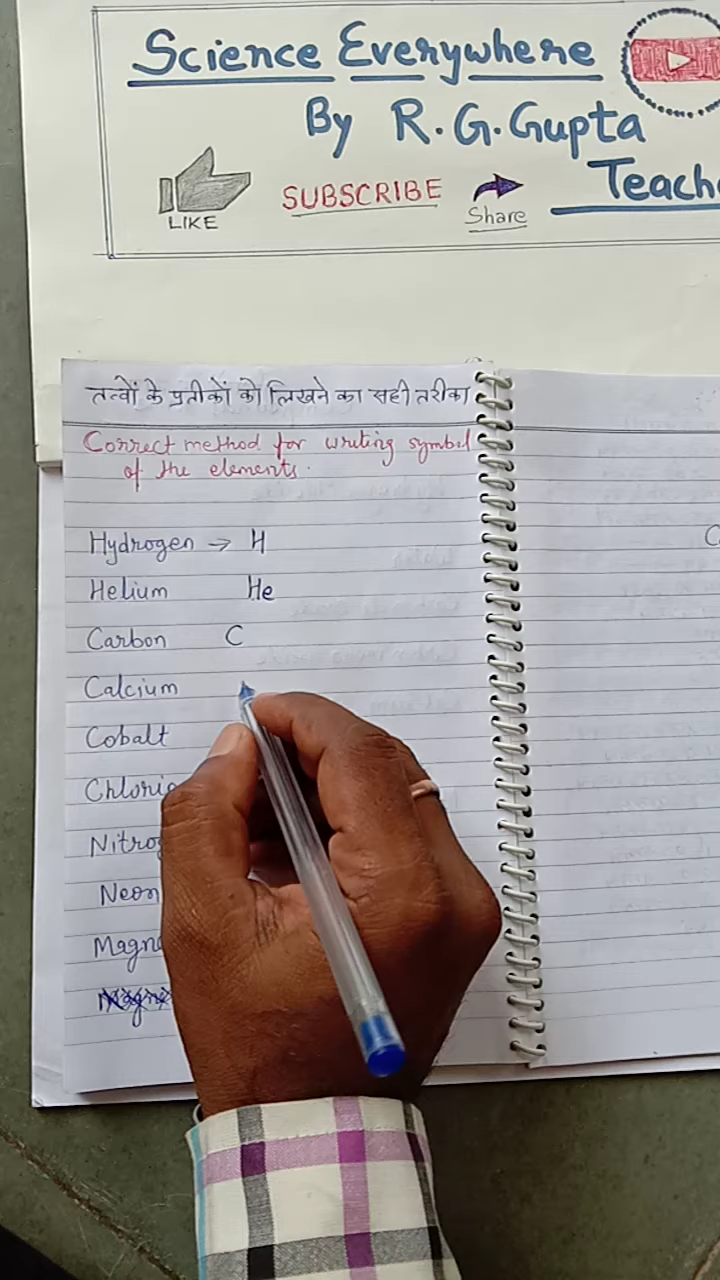 Science Everywhere
By R.G.Gupta
LIKE
SUBSCRIBE
Share
तत्वों के प्रतीकों को लिखने का सही तरीका
Correct method for writing symbol
of the elements.
Hydrogen → H
Helium He
Carbon C
Calcium
Cobalt
Neon